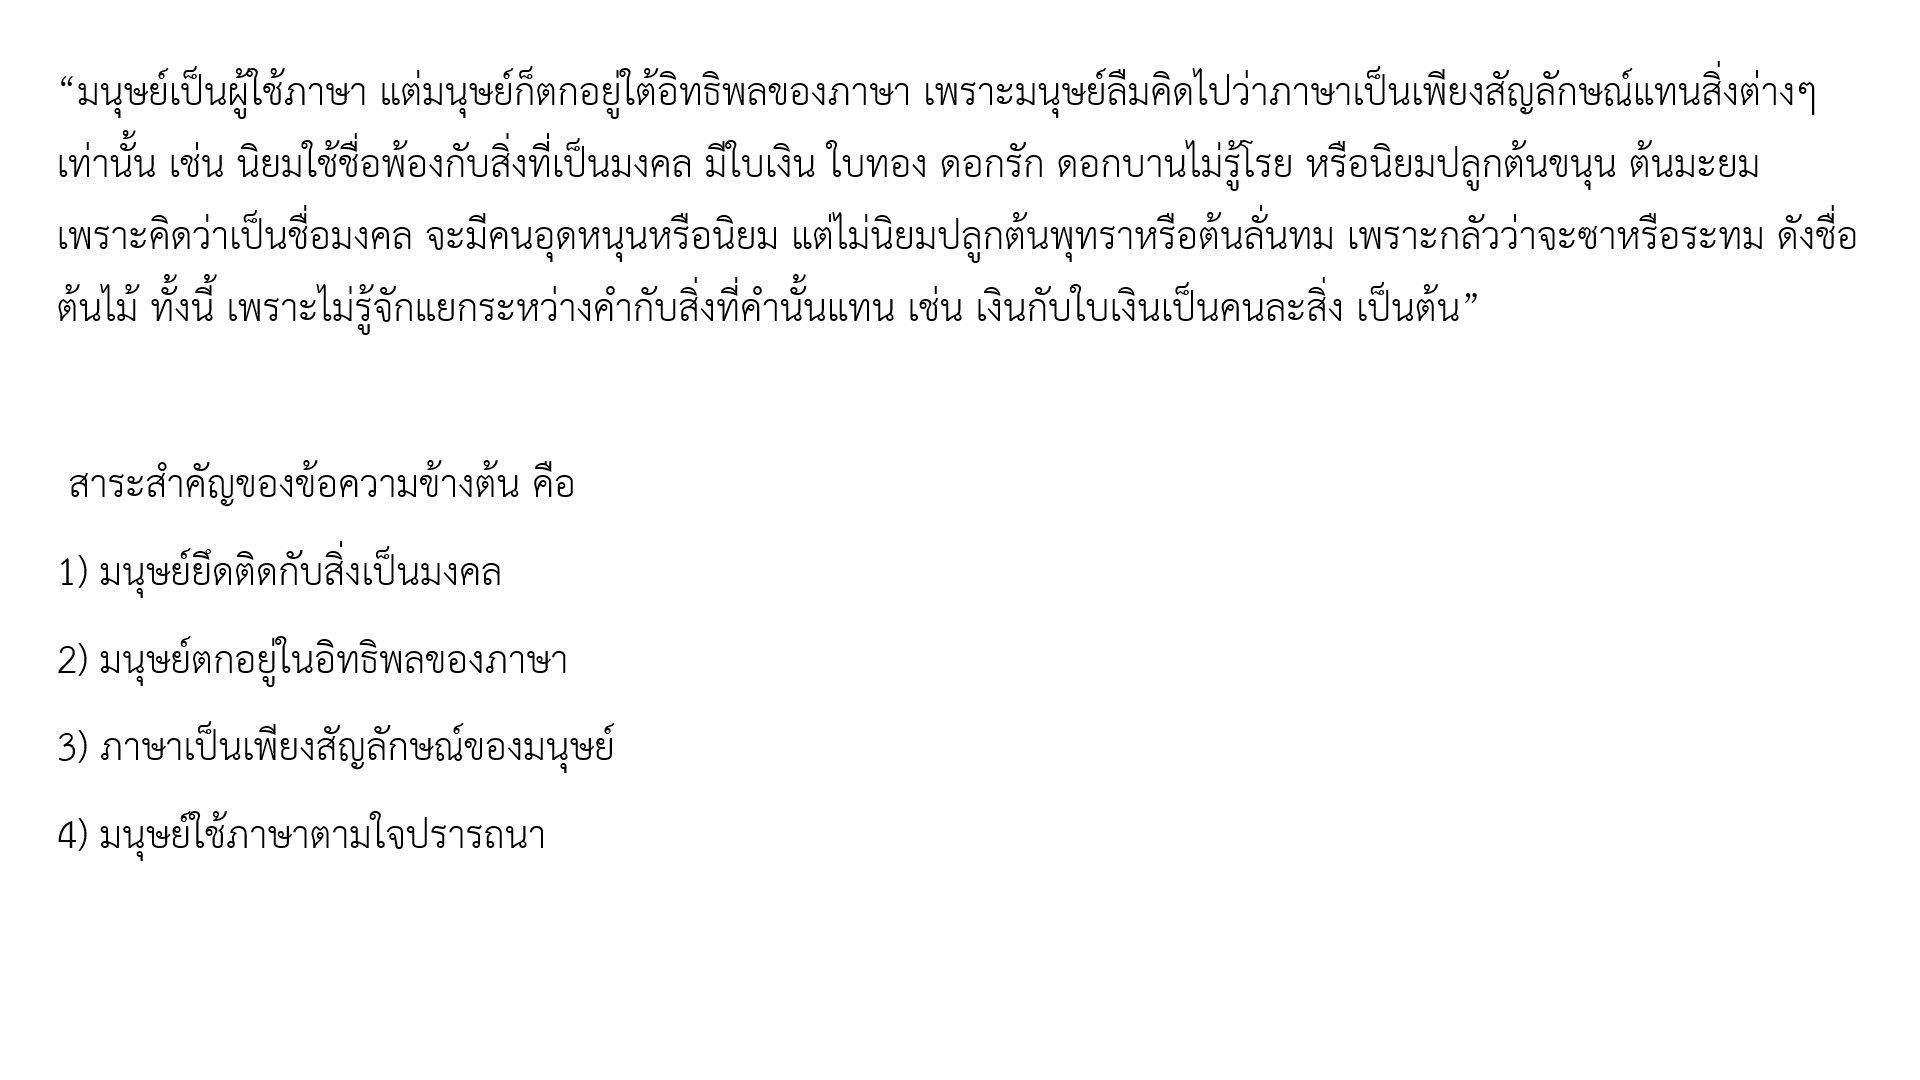 “มนุษย์เป็นผู้ใช้ภาษา แต่มนุษย์ก็ตกอยู่ใต้อิทธิพลของภาษา เพราะมนุษย์ลืมคิดไปว่าภาษาเป็นเพียงสัญลักษณ์แทนสิ่งต่างๆ
เท่านั้น เช่น นิยมใช้ชื่อพ้องกับสิ่งที่เป็นมงคล มีใบเงิน ใบทอง ดอกรัก ดอกบานไม่รู้โรย หรือนิยมปลูกต้นขนุน ต้นมะยม
เพราะคิดว่าเป็นชื่อมงคล จะมีคนอุดหนุนหรือนิยม แต่ไม่นิยมปลูกต้นพุทราหรือต้นลั่นทม เพราะกลัวว่าจะซาหรือระทม ดังชื่อ
ต้นไม้ ทั้งนี้ เพราะไม่รู้จักแยกระหว่างคำกับสิ่งที่คำนั้นแทน เช่น เงินกับใบเงินเป็นคนละสิ่ง เป็นต้น”
สาระสำคัญของข้อความข้างต้น คือ
1) มนุษย์ยึดติดกับสิ่งเป็นมงคล
2) มนุษย์ตกอยู่ในอิทธิพลของภาษา
3) ภาษาเป็นเพียงสัญลักษณ์ของมนุษย์
4) มนุษย์ใช้ภาษาตามใจปรารถนา